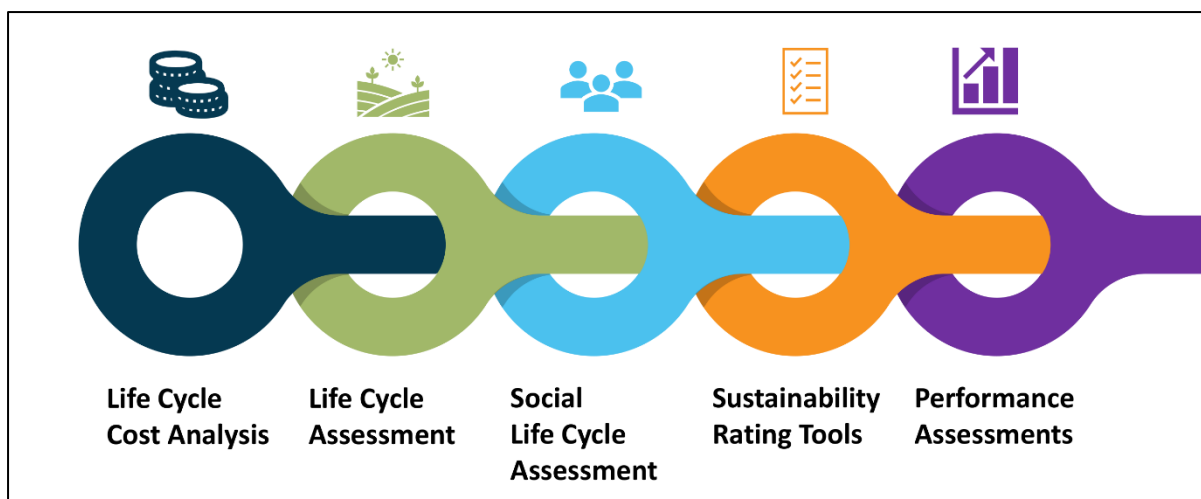 Life Cycle
Cost Analysis
Life Cycle
Assessment
Social
Life Cycle
Assessment
Sustainability
Rating Tools
Performance
Assessments